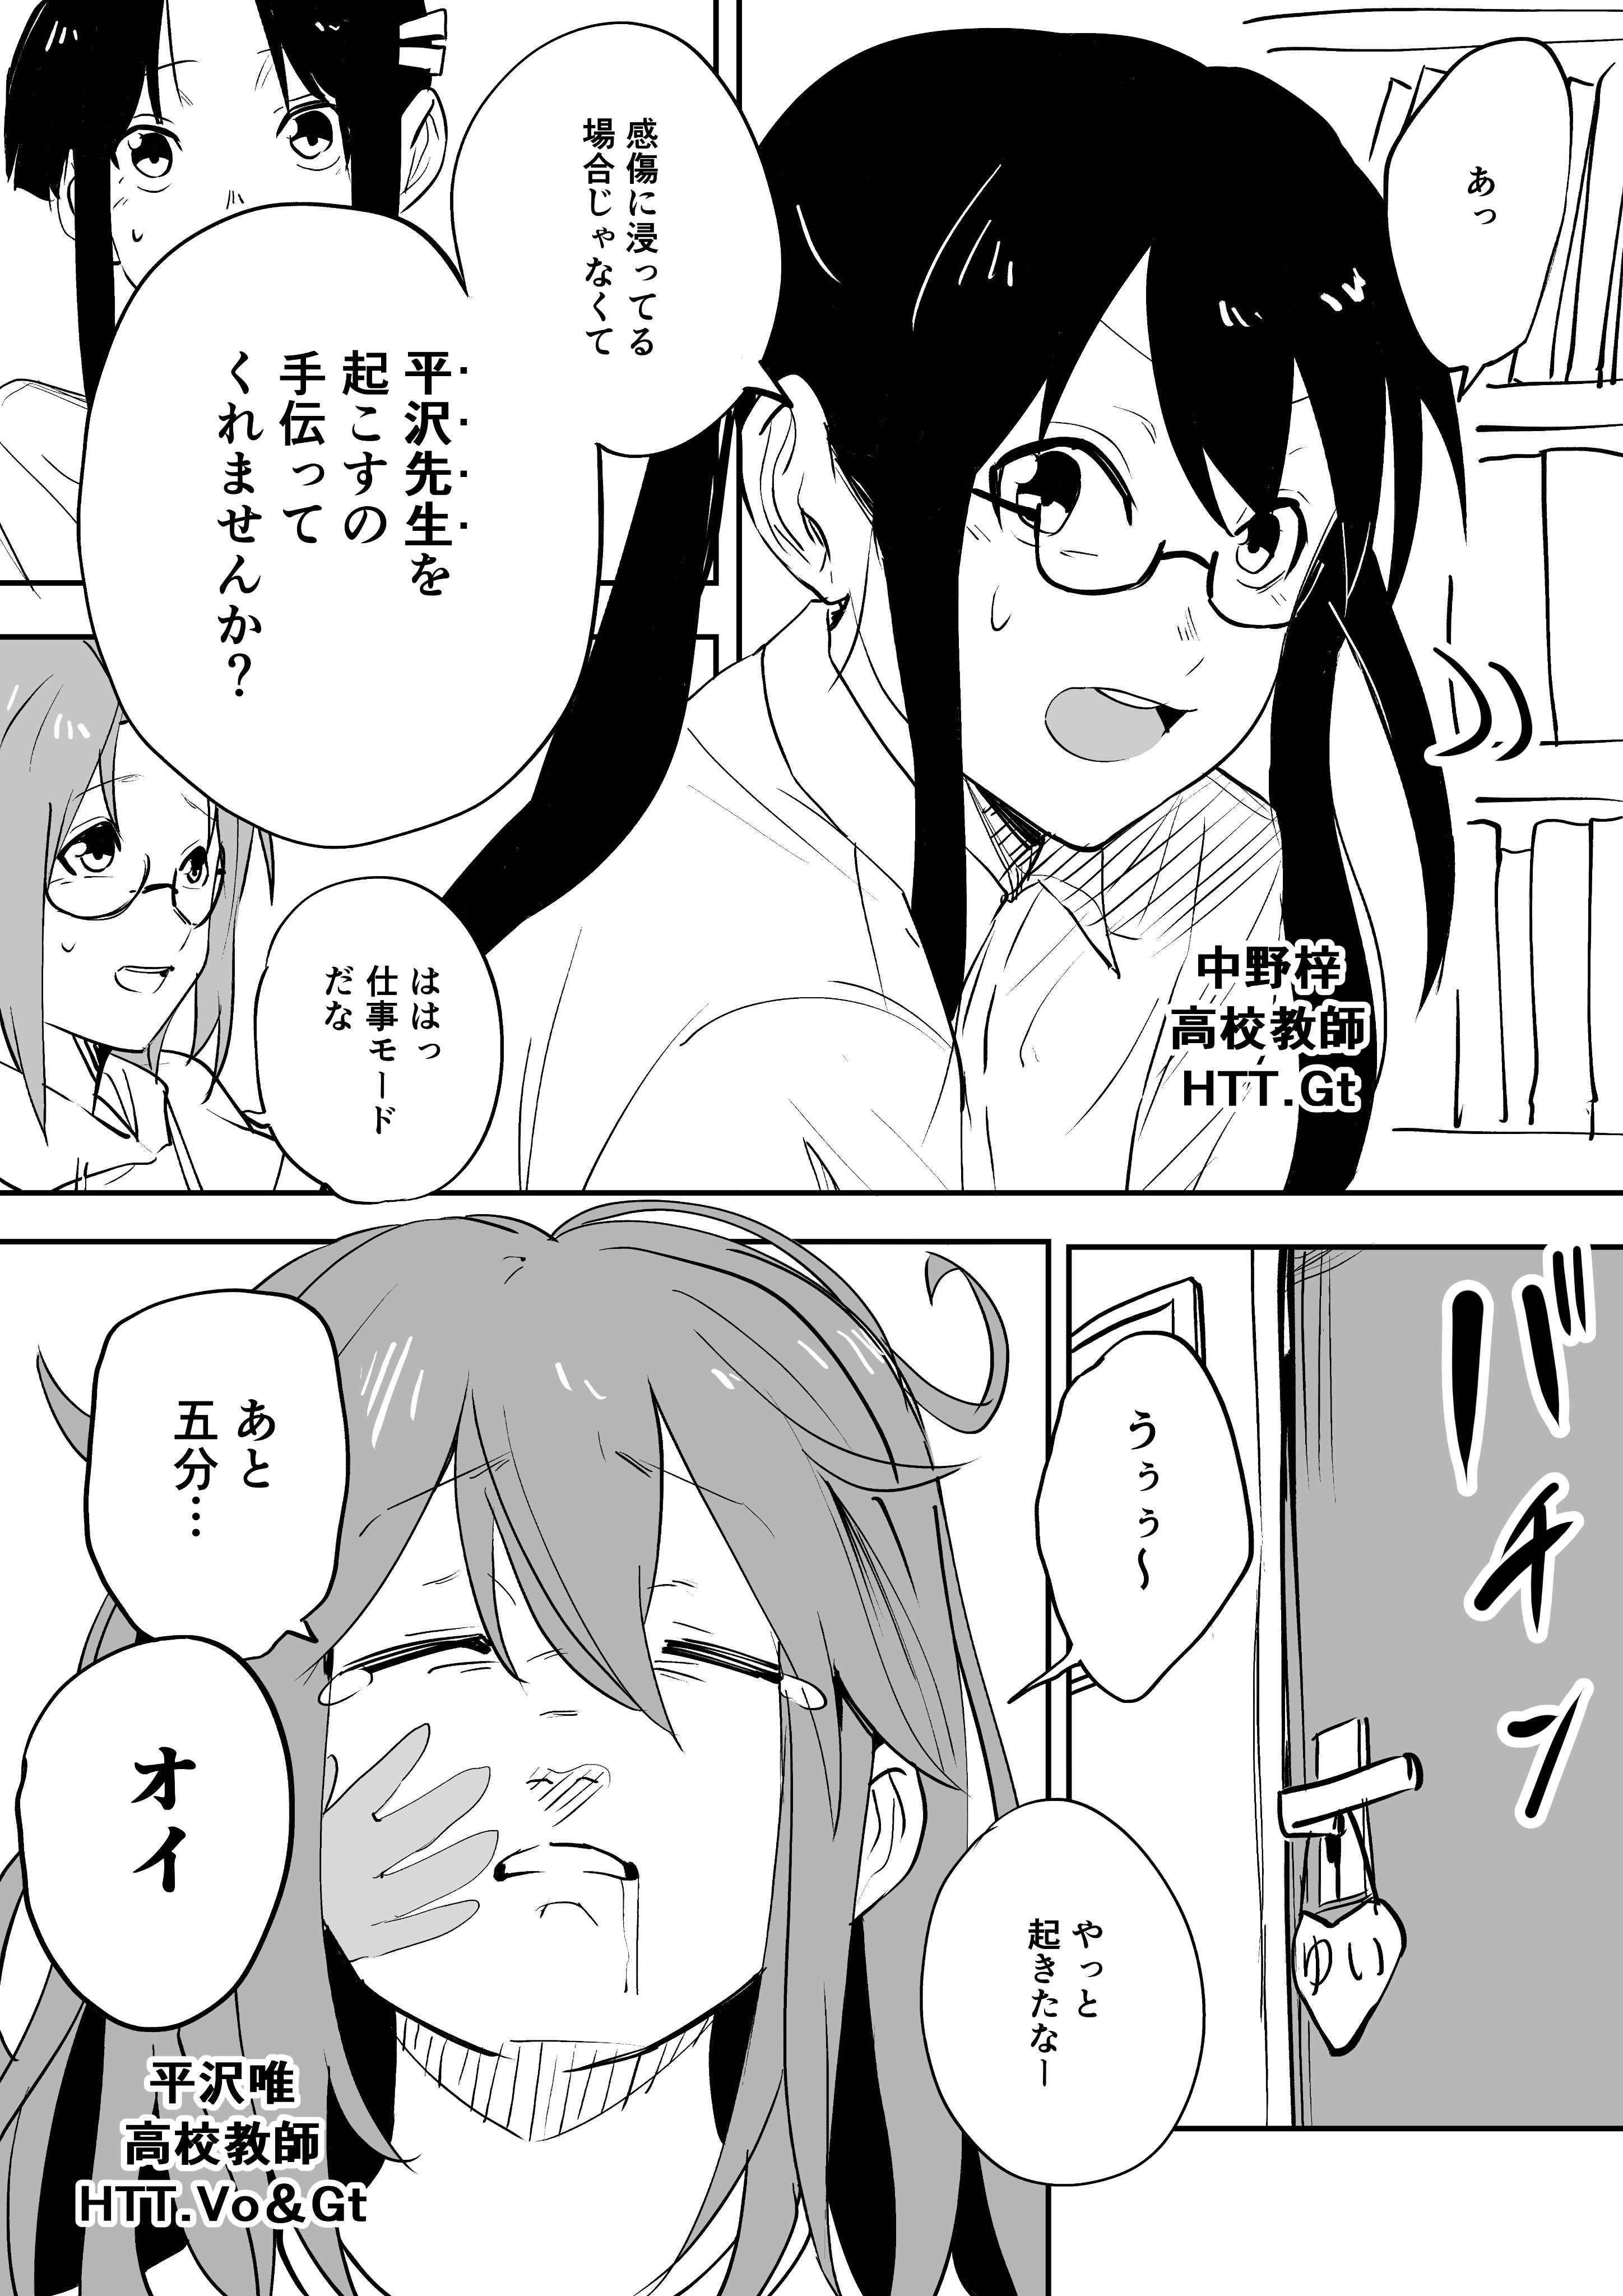 あっ
感傷に浸ってる
場合じゃなくて
平沢先生を
起こすの
手伝って
くれませんか？
中野梓
高校教師
HTT.Gt
ははっ
仕事モード
だな
うぅぅ～
ゆい
やっと
起きたなー
あと
五分…
オイ
平沢唯
高校教師
HTT.Vo&Gt